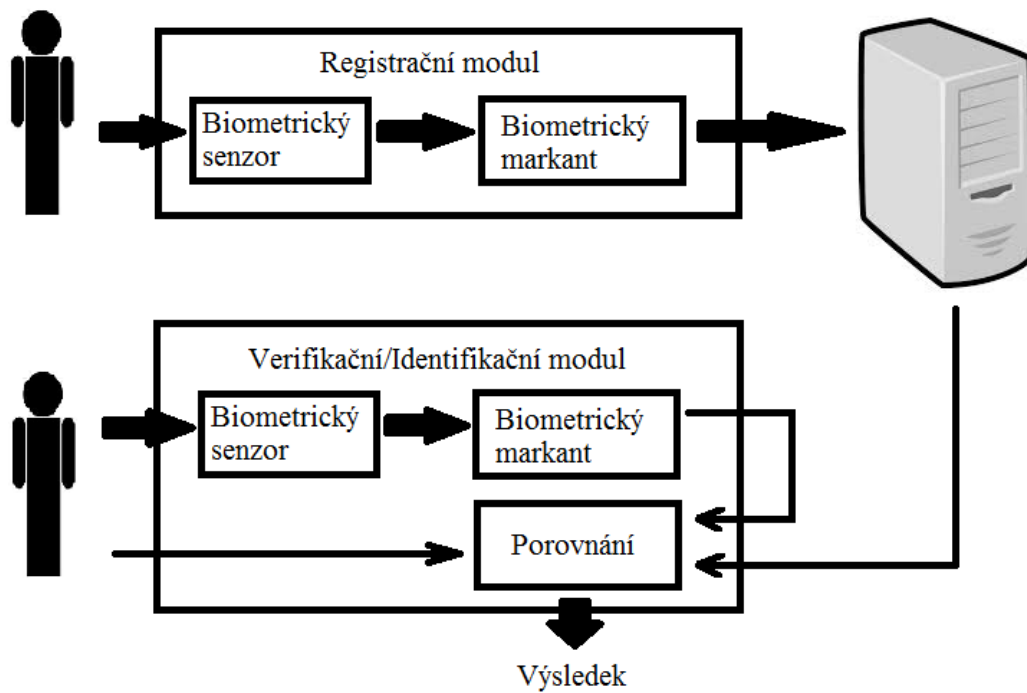 Registrační modul
Biometrický
senzor
Biometrický
markant
Verifikační/Identifikační modul
Biometrický
senzor
Biometrický
markant
Porovnání
Výsledek